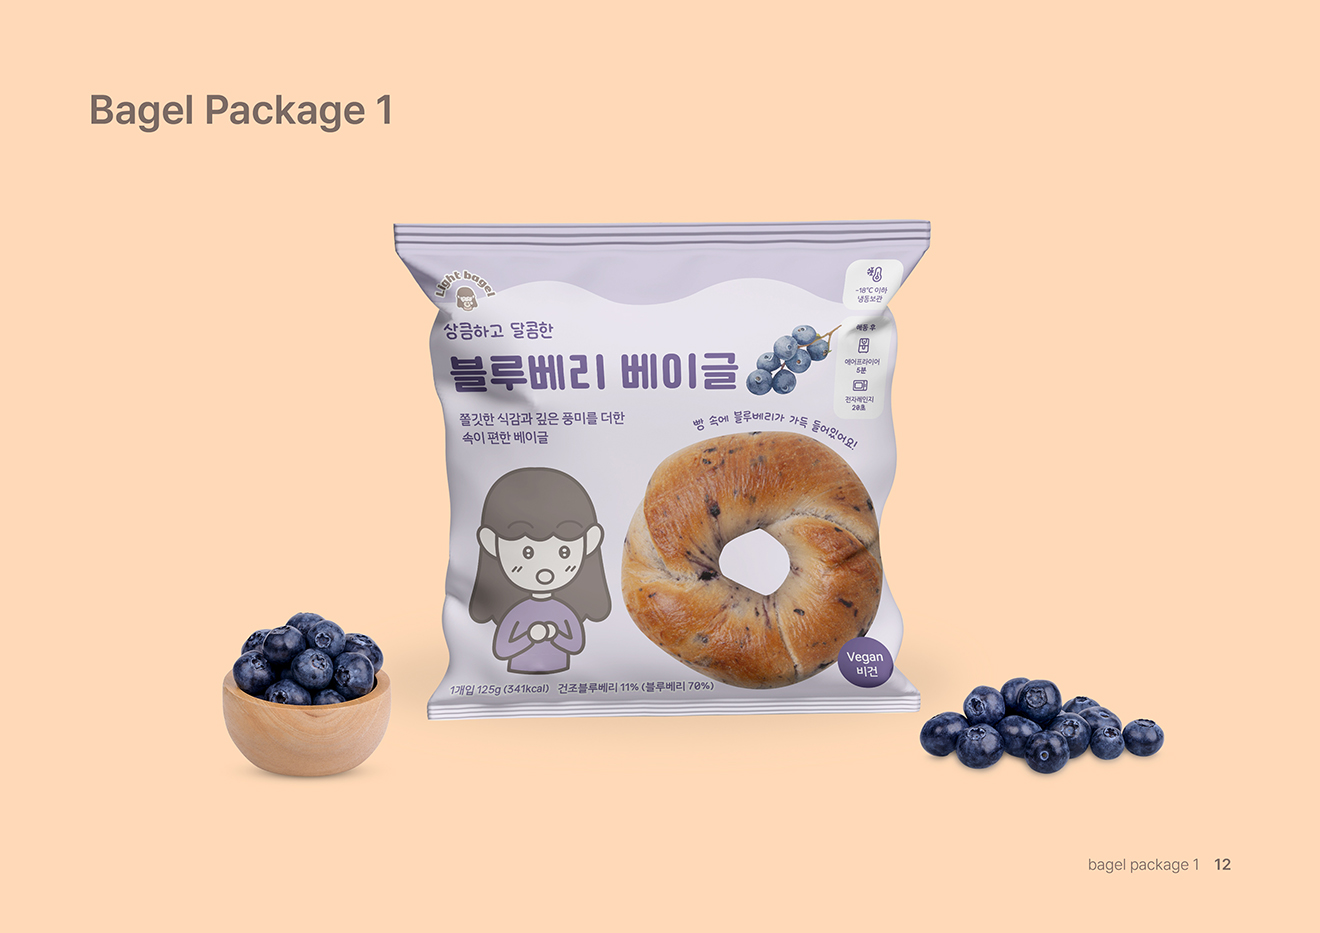 Bagel Package 1
Light bagel
상큼하고 달콤한
블루베리 베이글
쫄깃한 식감과 깊은 풍미를 더한
속이 편한 베이글
-18℃ 이하
냉동보관
해동 후
에어프라이어
5분
전자레인지
20초
빵 속에 블루베리가 가득 들어있어요!
Vegan
비건
1개입 125g (341kcal) 건조블루베리 11% (블루베리 70%)
bagel package 1 12